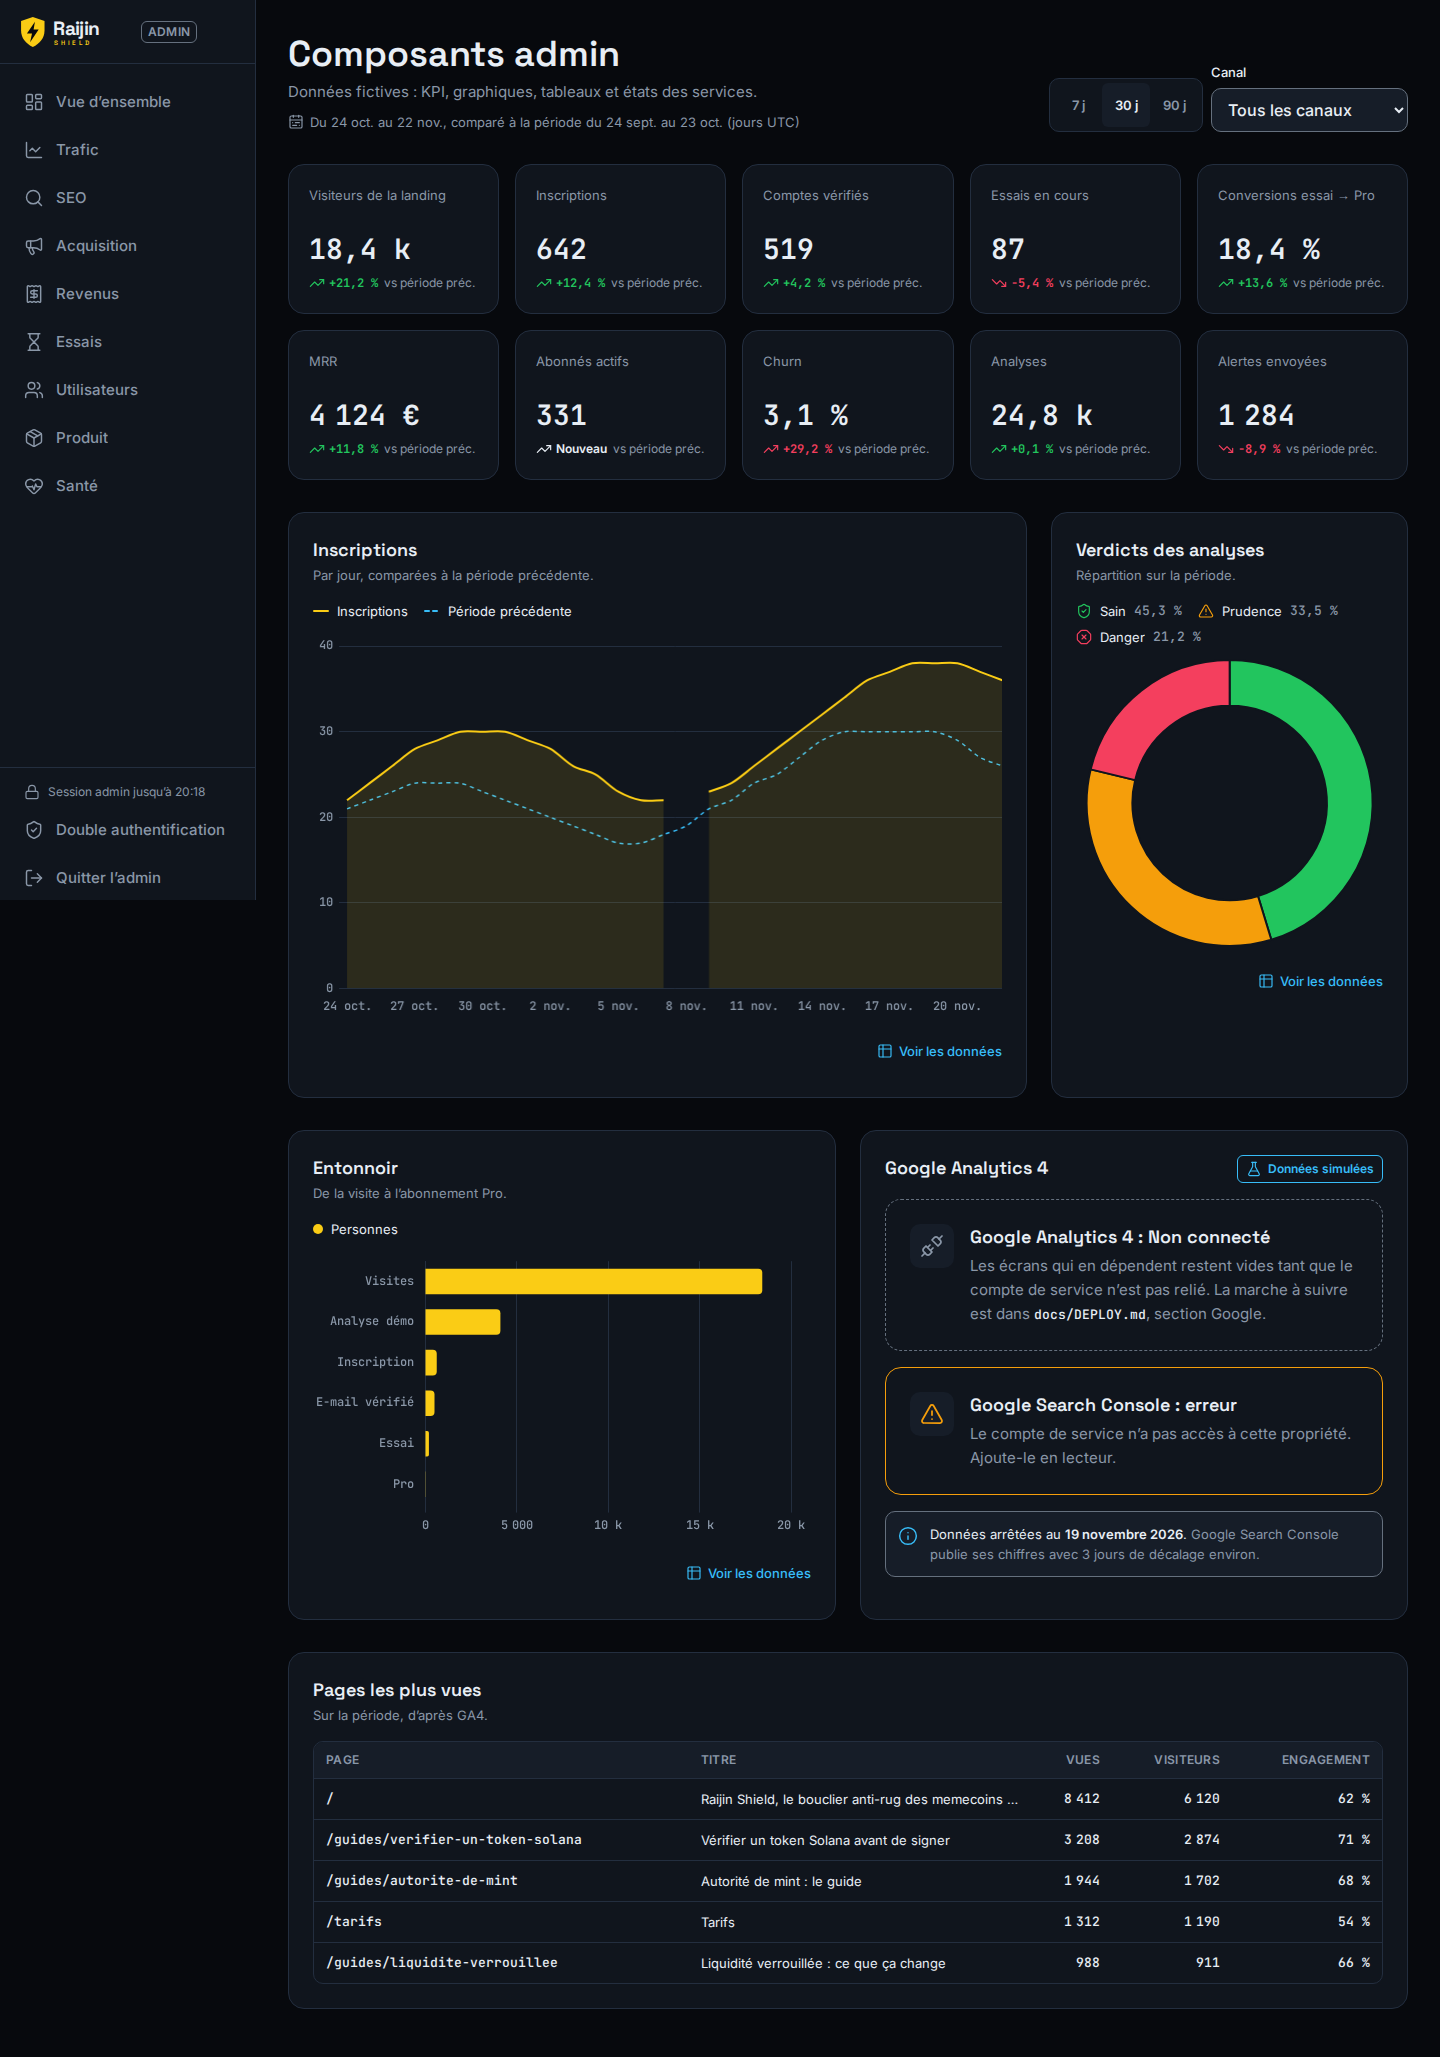 Raijin
SHIELD
ADMIN
Vue d’ensemble
Trafic
SEO
Acquisition
Revenus
Essais
Utilisateurs
Produit
Santé
Session admin jusqu’à 20:18
Double authentification
Quitter l’admin
Composants admin
Données fictives : KPI, graphiques, tableaux et états des services.
Du 24 oct. au 22 nov., comparé à la période du 24 sept. au 23 oct. (jours UTC)
7 j 30 j 90 j
Canal
Tous les canaux
Visiteurs de la landing
18,4 k
+21,2 % vs période préc.
Inscriptions
642
+12,4 % vs période préc.
Comptes vérifiés
519
+4,2 % vs période préc.
Essais en cours
87
-5,4 % vs période préc.
Conversions essai → Pro
18,4 %
+13,6 % vs période préc.
MRR
4 124 €
+11,8 % vs période préc.
Abonnés actifs
331
Nouveau vs période préc.
Churn
3,1 %
+29,2 % vs période préc.
Analyses
24,8 k
+0,1 % vs période préc.
Alertes envoyées
1 284
-8,9 % vs période préc.
Inscriptions
Par jour, comparées à la période précédente.
Inscriptions Période précédente
40
30
20
10
0
24 oct. 27 oct. 30 oct. 2 nov. 5 nov. 8 nov. 11 nov. 14 nov. 17 nov. 20 nov.
Voir les données
Verdicts des analyses
Répartition sur la période.
Sain 45,3 % Prudence 33,5 %
Danger 21,2 %
Voir les données
Entonnoir
De la visite à l’abonnement Pro.
Personnes
Visites
Analyse démo
Inscription
E-mail vérifié
Essai
Pro
0 5 000 10 k 15 k 20 k
Voir les données
Google Analytics 4
Données simulées
Google Analytics 4 : Non connecté
Les écrans qui en dépendent restent vides tant que le
compte de service n’est pas relié. La marche à suivre
est dans docs/DEPLOY.md, section Google.
Google Search Console : erreur
Le compte de service n’a pas accès à cette propriété.
Ajoute-le en lecteur.
Données arrêtées au 19 novembre 2026. Google Search Console
publie ses chiffres avec 3 jours de décalage environ.
Pages les plus vues
Sur la période, d’après GA4.
PAGE TITRE VUES VISITEURS ENGAGEMENT
/ Raijin Shield, le bouclier anti-rug des memecoins … 8 412 6 120 62 %
/guides/verifier-un-token-solana Vérifier un token Solana avant de signer 3 208 2 874 71 %
/guides/autorite-de-mint Autorité de mint : le guide 1 944 1 702 68 %
/tarifs Tarifs 1 312 1 190 54 %
/guides/liquidite-verrouillee Liquidité verrouillée : ce que ça change 988 911 66 %